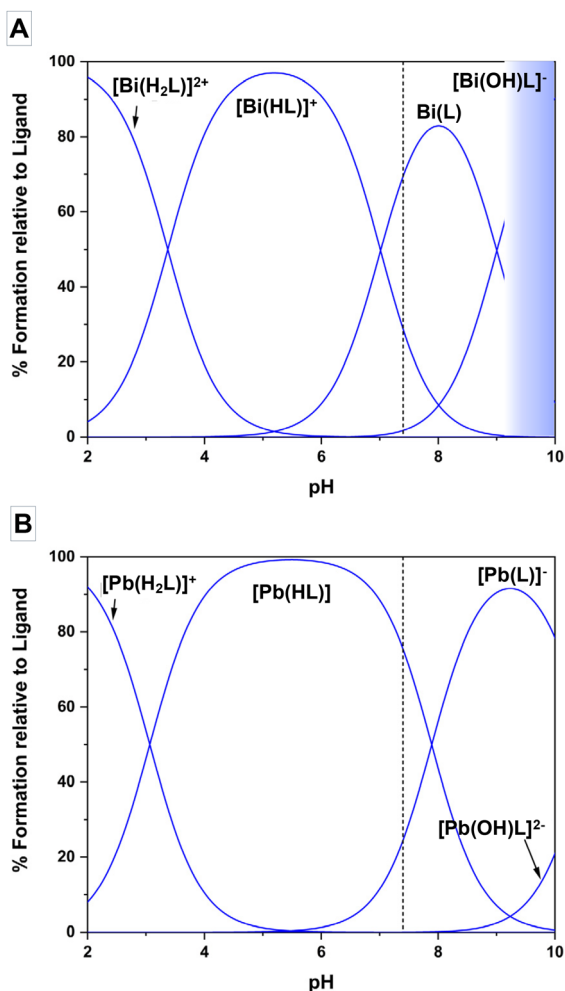 A
100
80
60
40
20
0
% Formation relative to Ligand
[Bi(H₂L)]²⁺
[Bi(HL)]⁺
Bi(L)
[Bi(OH)L]⁻
2 4 6 8 10
pH
B
100
80
60
40
20
0
% Formation relative to Ligand
[Pb(H₂L)]⁺
[Pb(HL)]
[Pb(L)]⁻
[Pb(OH)L]²⁻
2 4 6 8 10
pH